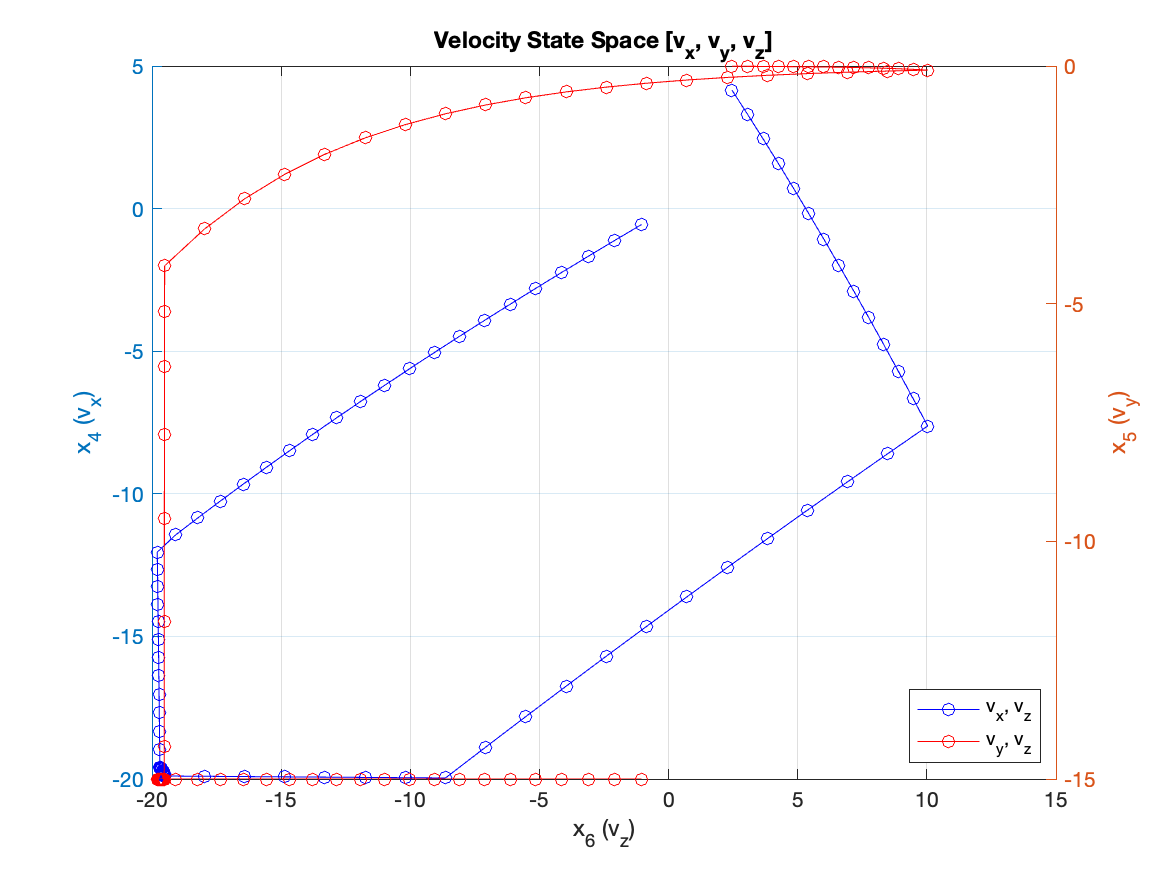 Velocity State Space [v_x, v_y, v_z]
5
0
-5
-10
-15
-20
x_4 (v_x)
0
-5
-10
-15
x_5 (v_y)
v_x, v_z
v_y, v_z
-20 -15 -10 -5 0 5 10 15
x_6 (v_z)